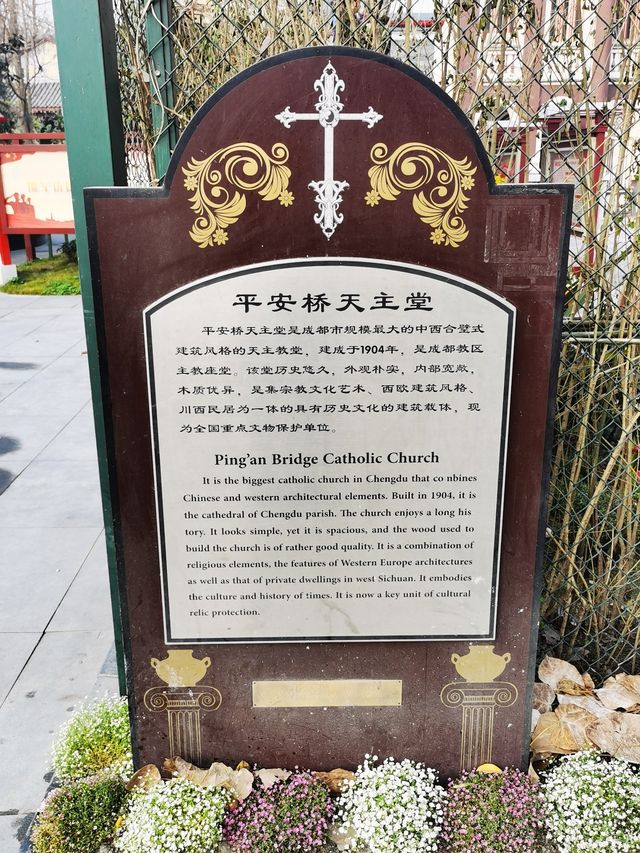 平安桥天主堂
平安桥天主堂是成都市规模最大的中西合璧式
建筑风格的天主教堂，建成于1904年，是成都教区
主教座堂。该堂历史悠久，外观朴实，内部宽敞，
木质优异，是集宗教文化艺术、西欧建筑风格、
川西民居为一体的具有历史文化的建筑载体，现
为全国重点文物保护单位。
Ping'an Bridge Catholic Church
It is the biggest catholic church in Chengdu that co nbines
Chinese and western architectural elements. Built in 1904, it is
the cathedral of Chengdu parish. The church enjoys a long his
tory. It looks simple, yet it is spacious, and the wood used to
build the church is of rather good quality. It is a combination of
religious elements, the features of Western Europe architectures
as well as that of private dwellings in west Sichuan. It embodies
the culture and history of times. It is now a key unit of cultural
relic protection.